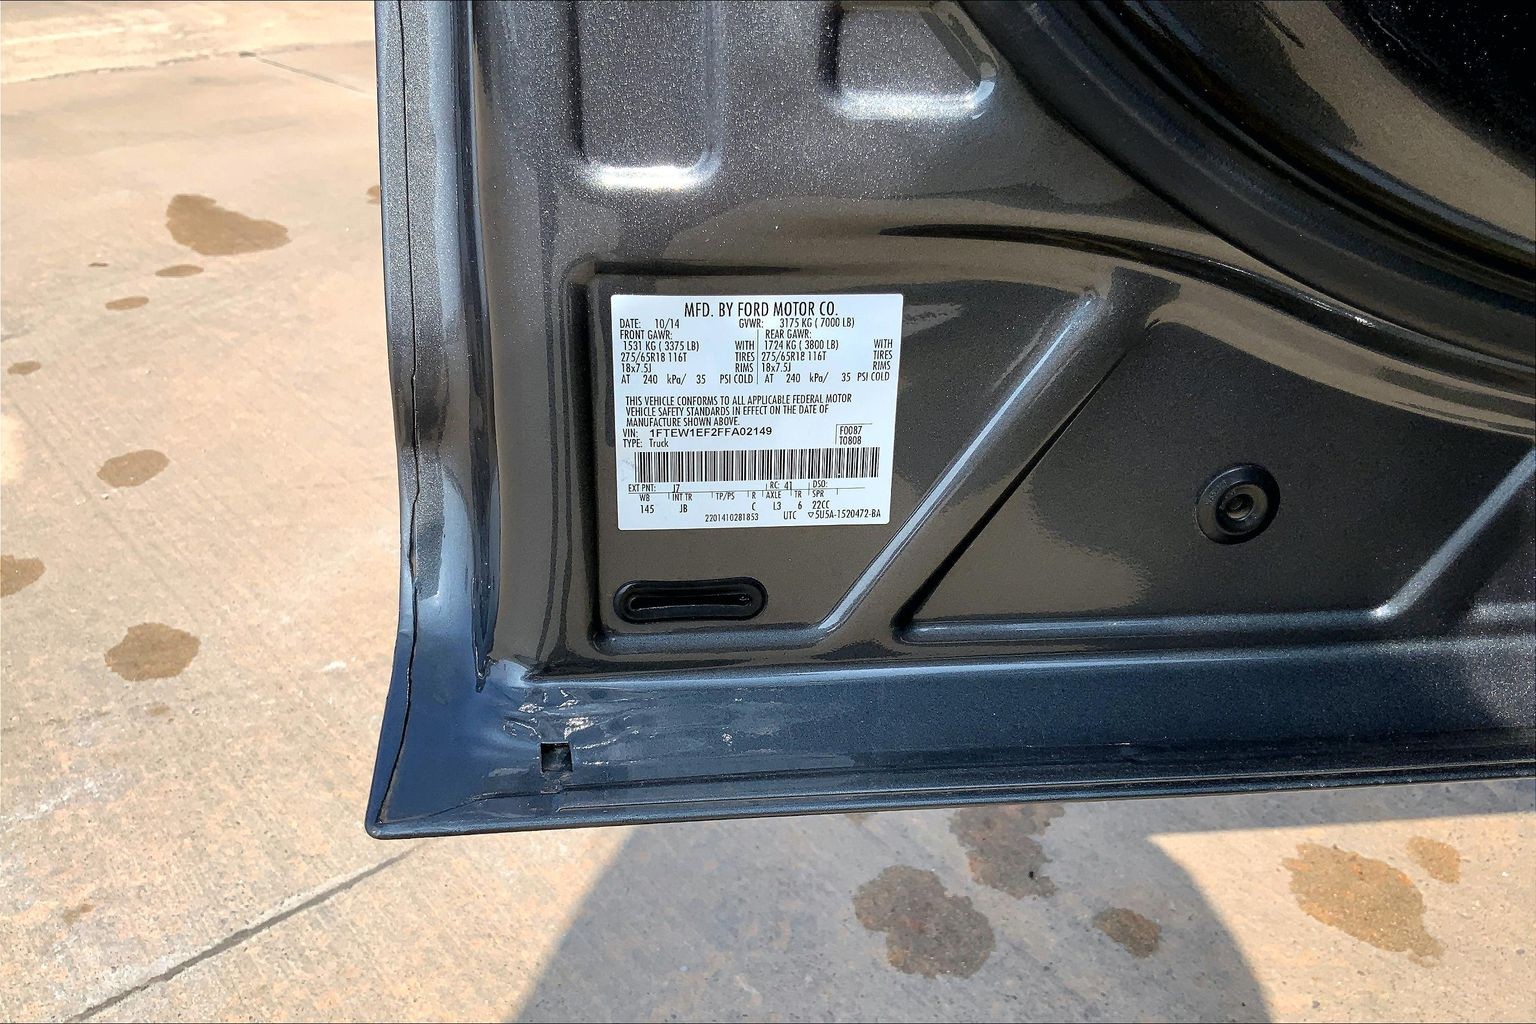 MFD. BY FORD MOTOR CO.
DATE: 10/14 GVWR: 3175 KG ( 7000 LB)
FRONT GAWR: REAR GAWR:
1531 KG ( 3375 LB) WITH 1724 KG ( 3800 LB) WITH
275/65R18 116T TIRES 275/65R18 116T TIRES
18x7.5J RIMS 18x7.5J RIMS
AT 240 kPa/ 35 PSI COLD AT 240 kPa/ 35 PSI COLD
THIS VEHICLE CONFORMS TO ALL APPLICABLE FEDERAL MOTOR
VEHICLE SAFETY STANDARDS IN EFFECT ON THE DATE OF
MANUFACTURE SHOWN ABOVE.
VIN: 1FTEW1EF2FFA02149 F0087
TYPE: Truck T0808
EXT PNT: J7 RC: 41 DSO:
WB INT TR TP/PS R AXLE TR SPR
145 JB C L3 6 22CC
2201410281853 UTC ▽5U5A-1520472-BA